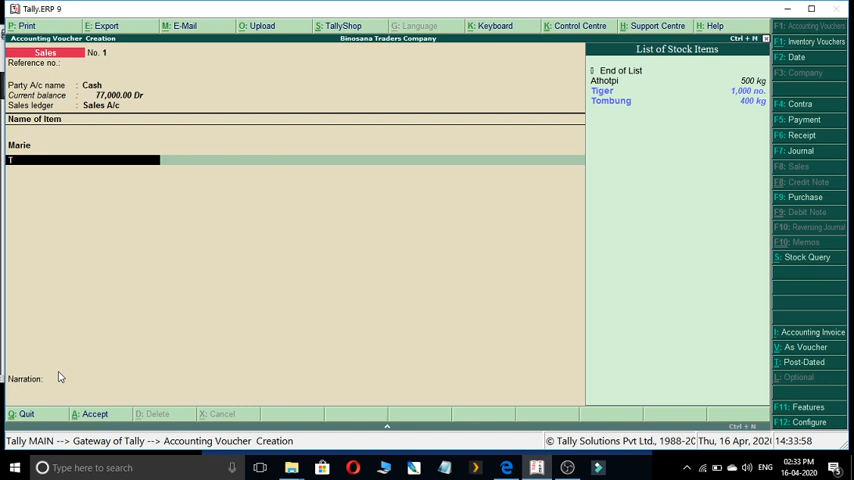 Tally.ERP 9
P: Print E: Export M: E-Mail O: Upload S: TallyShop G: Language K: Keyboard K: Control Centre H: Support Centre H: Help
Accounting Voucher Creation Binosana Traders Company Ctrl + M
Sales No. 1
Reference no.:
Party A/c name : Cash
Current balance : 77,000.00 Dr
Sales ledger : Sales A/c
Name of Item
Marie
T
Narration:
List of Stock Items
End of List
Athotpi 500 kg
Tiger 1,000 no.
Tombung 400 kg
F1: Accounting Vouchers
F1: Inventory Vouchers
F2: Date
F3: Company
F4: Contra
F5: Payment
F6: Receipt
F7: Journal
F8: Sales
F8: Credit Note
F9: Purchase
F9: Debit Note
F10: Reversing Journal
F10: Memos
S: Stock Query
I: Accounting Invoice
V: As Voucher
T: Post-Dated
L: Optional
F11: Features
F12: Configure
Q: Quit A: Accept D: Delete X: Cancel
Ctrl + N
Tally MAIN --> Gateway of Tally --> Accounting Voucher Creation © Tally Solutions Pvt Ltd., 1988-20 Thu, 16 Apr, 2020 14:33:58
Type here to search ENG 02:33 PM
16-04-2020